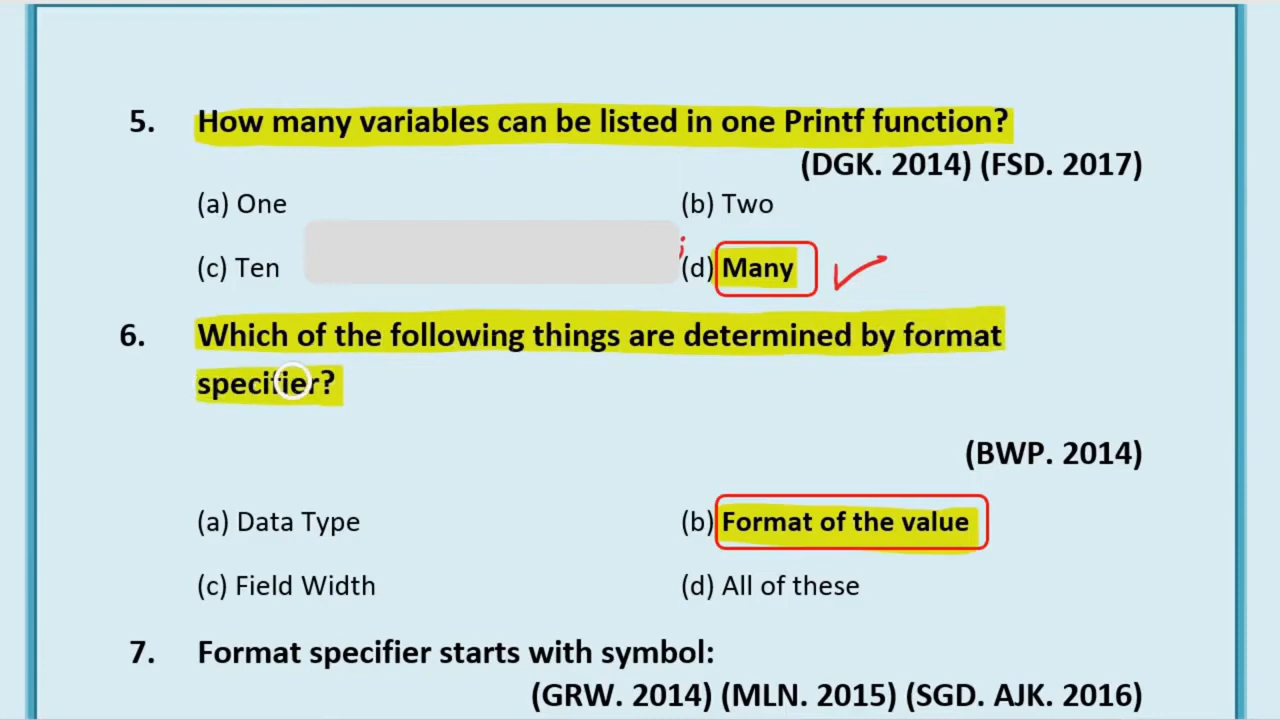 5. How many variables can be listed in one Printf function?
(DGK. 2014) (FSD. 2017)
(a) One (b) Two
(c) Ten (d) Many
6. Which of the following things are determined by format
specifier?
(BWP. 2014)
(a) Data Type (b) Format of the value
(c) Field Width (d) All of these
7. Format specifier starts with symbol:
(GRW. 2014) (MLN. 2015) (SGD. AJK. 2016)